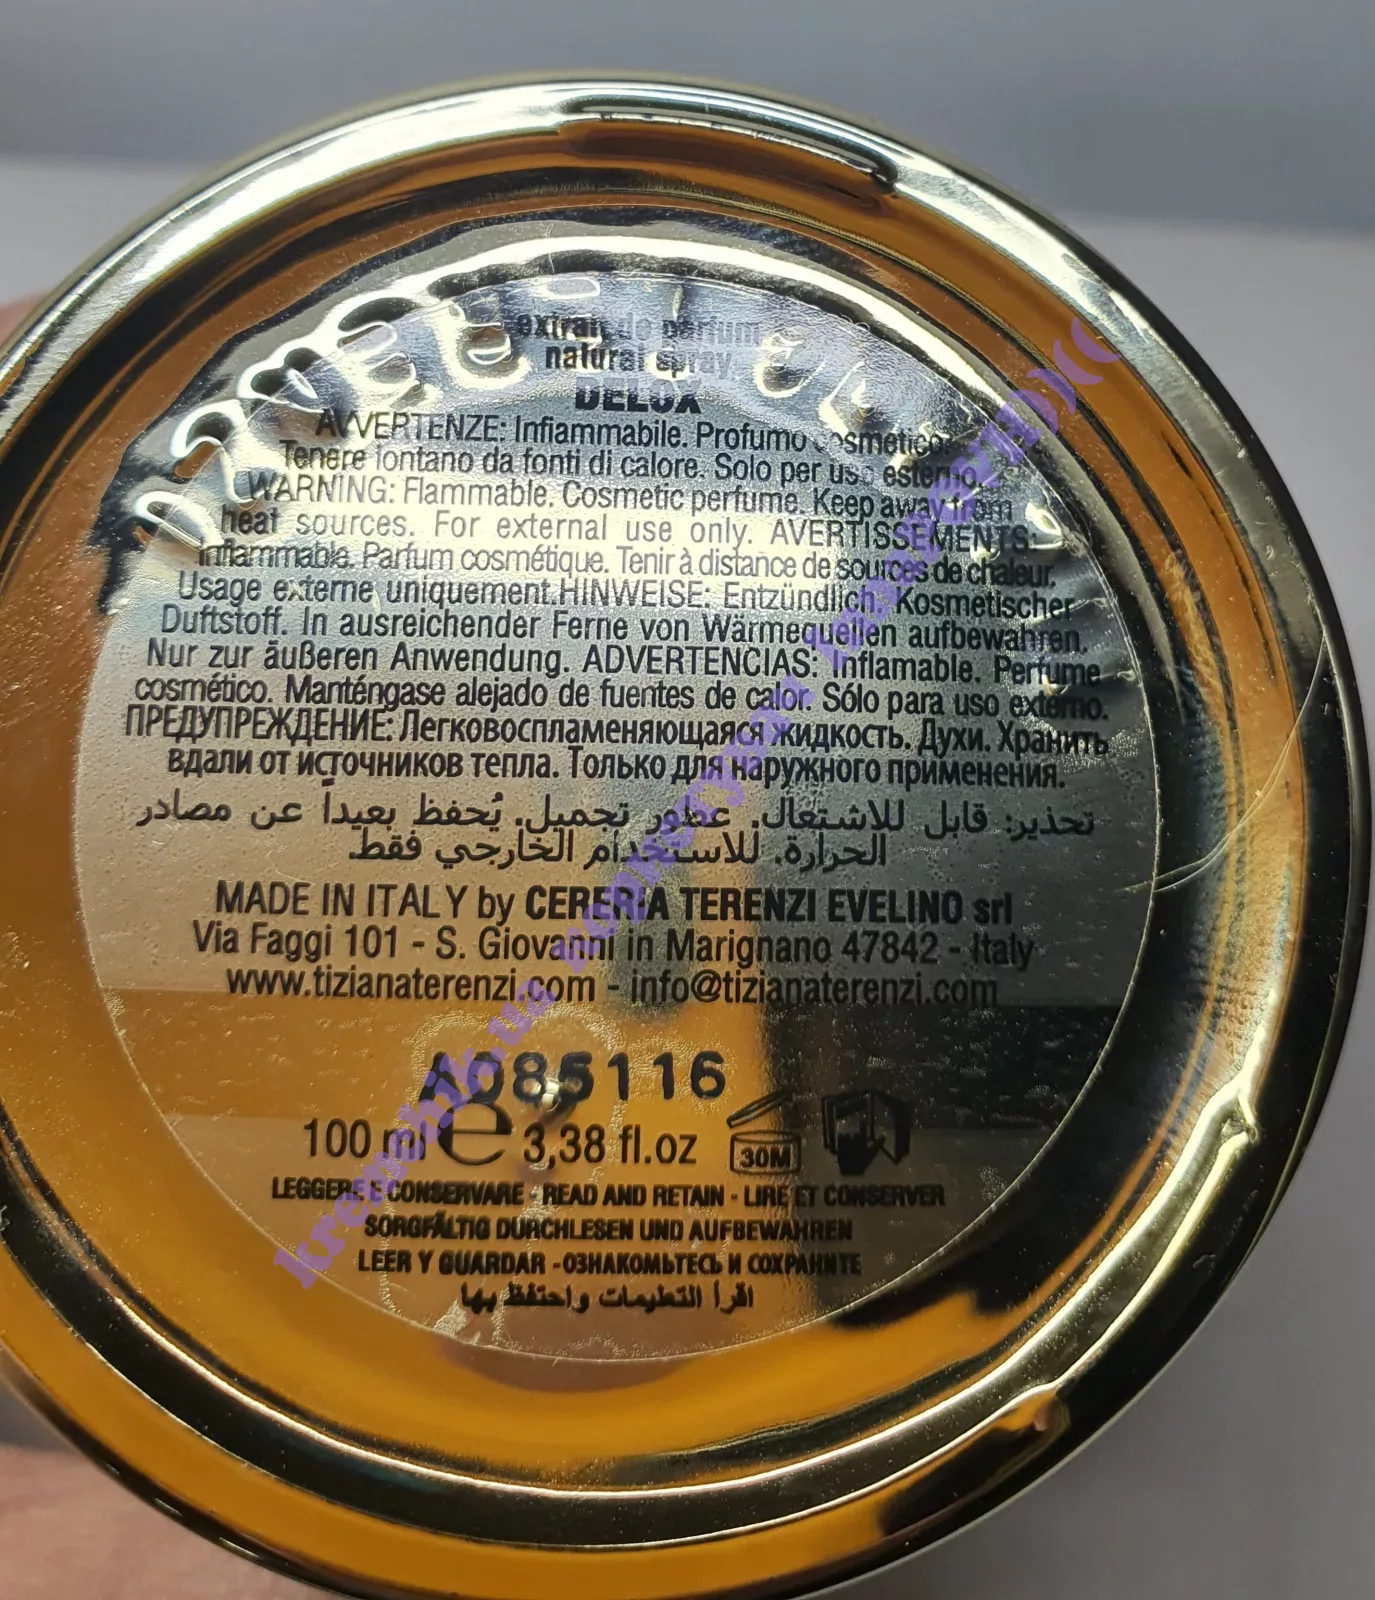 extrait de parfum
natural spray
DELOX
AVVERTENZE: Infiammabile. Profumo cosmetico.
Tenere lontano da fonti di calore. Solo per uso esterno.
WARNING: Flammable. Cosmetic perfume. Keep away from
heat sources. For external use only. AVERTISSEMENTS:
Inflammable. Parfum cosmétique. Tenir à distance de sources de chaleur.
Usage externe uniquement.HINWEISE: Entzündlich. Kosmetischer
Duftstoff. In ausreichender Ferne von Wärmequellen aufbewahren.
Nur zur äußeren Anwendung. ADVERTENCIAS: Inflamable. Perfume
cosmético. Manténgase alejado de fuentes de calor. Sólo para uso externo.
ПРЕДУПРЕЖДЕНИЕ: Легковоспламеняющаяся жидкость. Духи. Хранить
вдали от источников тепла. Только для наружного применения.
تحذير: قابل للاشتعال. عطور تجميل. يُحفظ بعيداً عن مصادر
الحرارة. للاستخدام الخارجي فقط.
MADE IN ITALY by CERERIA TERENZI EVELINO srl
Via Faggi 101 - S. Giovanni in Marignano 47842 - Italy
www.tizianaterenzi.com - info@tizianaterenzi.com
A085116
100 ml e 3,38 fl.oz 30M
LEGGERE E CONSERVARE - READ AND RETAIN - LIRE ET CONSERVER
SORGFÄLTIG DURCHLESEN UND AUFBEWAHREN
LEER Y GUARDAR - ОЗНАКОМЬТЕСЬ И СОХРАНИТЕ
اقرأ التعليمات واحتفظ بها
kremchik.ua